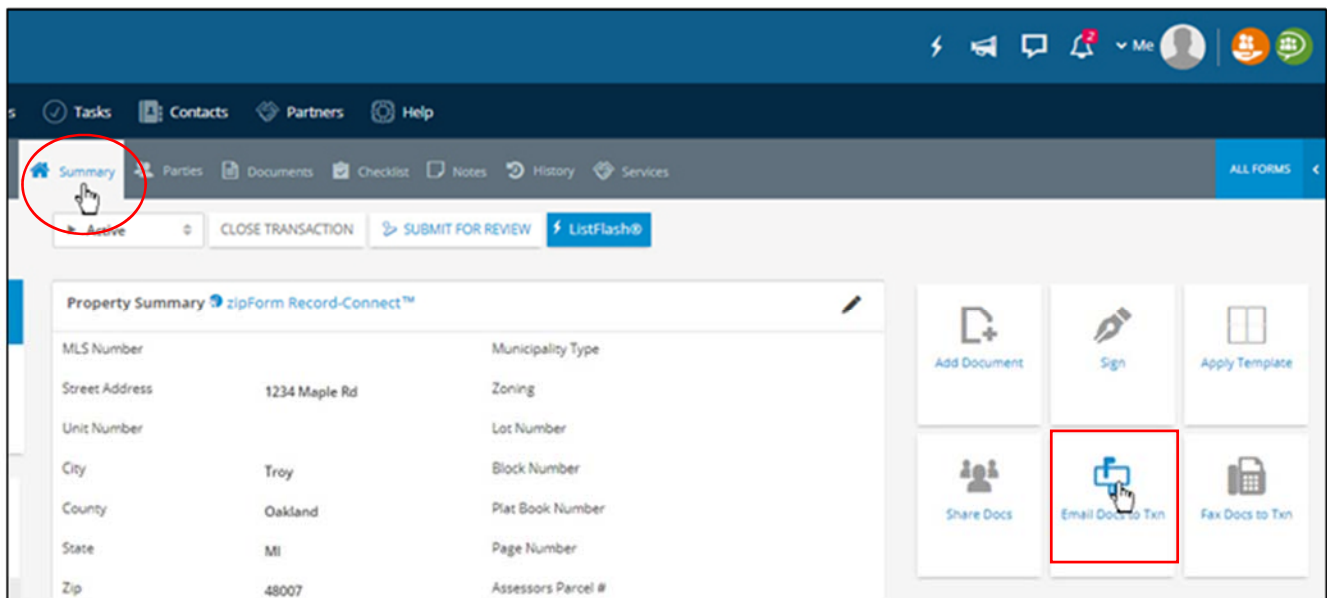 2
Me
s Tasks Contacts Partners Help
Summary Parties Documents Checklist Notes History Services ALL FORMS
Active CLOSE TRANSACTION SUBMIT FOR REVIEW ListFlash®
Property Summary zipForm Record-Connect™
MLS Number Municipality Type
Street Address 1234 Maple Rd Zoning
Unit Number Lot Number
City Troy Block Number
County Oakland Plat Book Number
State MI Page Number
Zip 48007 Assessors Parcel #
Add Document Sign Apply Template
Share Docs Email Docs to Txn Fax Docs to Txn